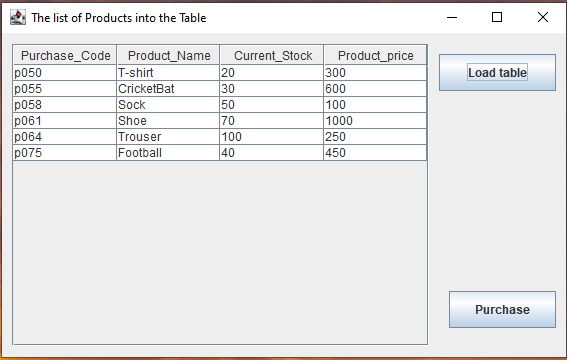 The list of Products into the Table
Purchase_Code Product_Name Current_Stock Product_price
p050 T-shirt 20 300
p055 CricketBat 30 600
p058 Sock 50 100
p061 Shoe 70 1000
p064 Trouser 100 250
p075 Football 40 450
Load table
Purchase